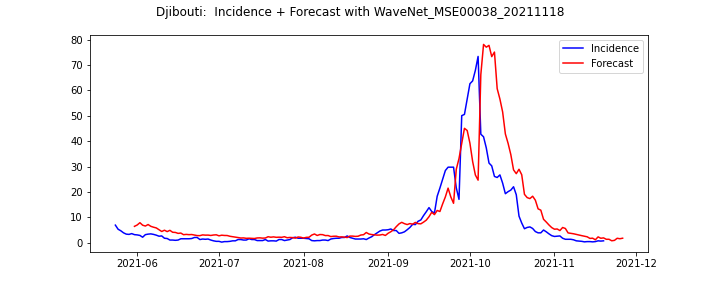 Djibouti:  Incidence + Forecast with WaveNet_MSE00038_20211118
Incidence
Forecast
80
70
60
50
40
30
20
10
0
2021-06 2021-07 2021-08 2021-09 2021-10 2021-11 2021-12